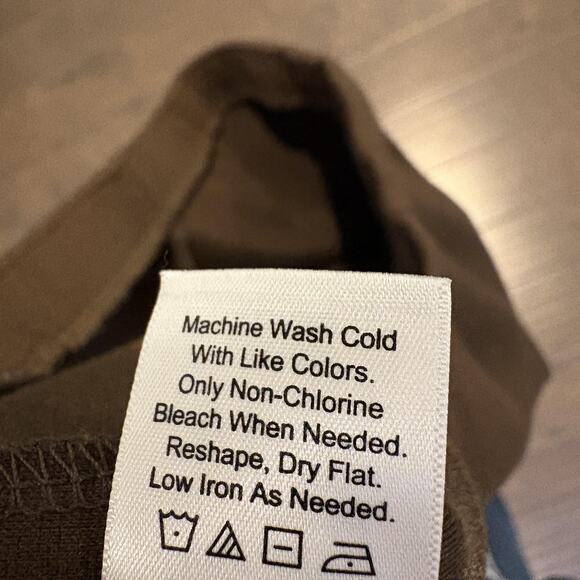 Machine Wash Cold
With Like Colors.
Only Non-Chlorine
Bleach When Needed.
Reshape, Dry Flat.
Low Iron As Needed.